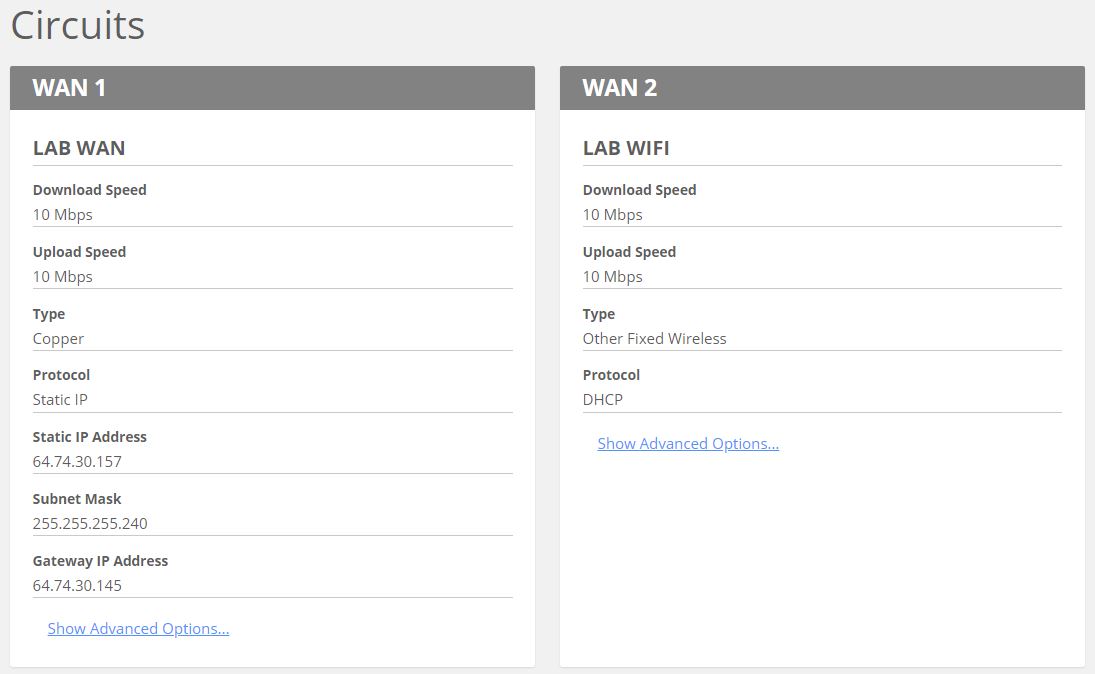 Circuits
WAN 1
LAB WAN
Download Speed
10 Mbps
Upload Speed
10 Mbps
Type
Copper
Protocol
Static IP
Static IP Address
64.74.30.157
Subnet Mask
255.255.255.240
Gateway IP Address
64.74.30.145
Show Advanced Options...
WAN 2
LAB WIFI
Download Speed
10 Mbps
Upload Speed
10 Mbps
Type
Other Fixed Wireless
Protocol
DHCP
Show Advanced Options...